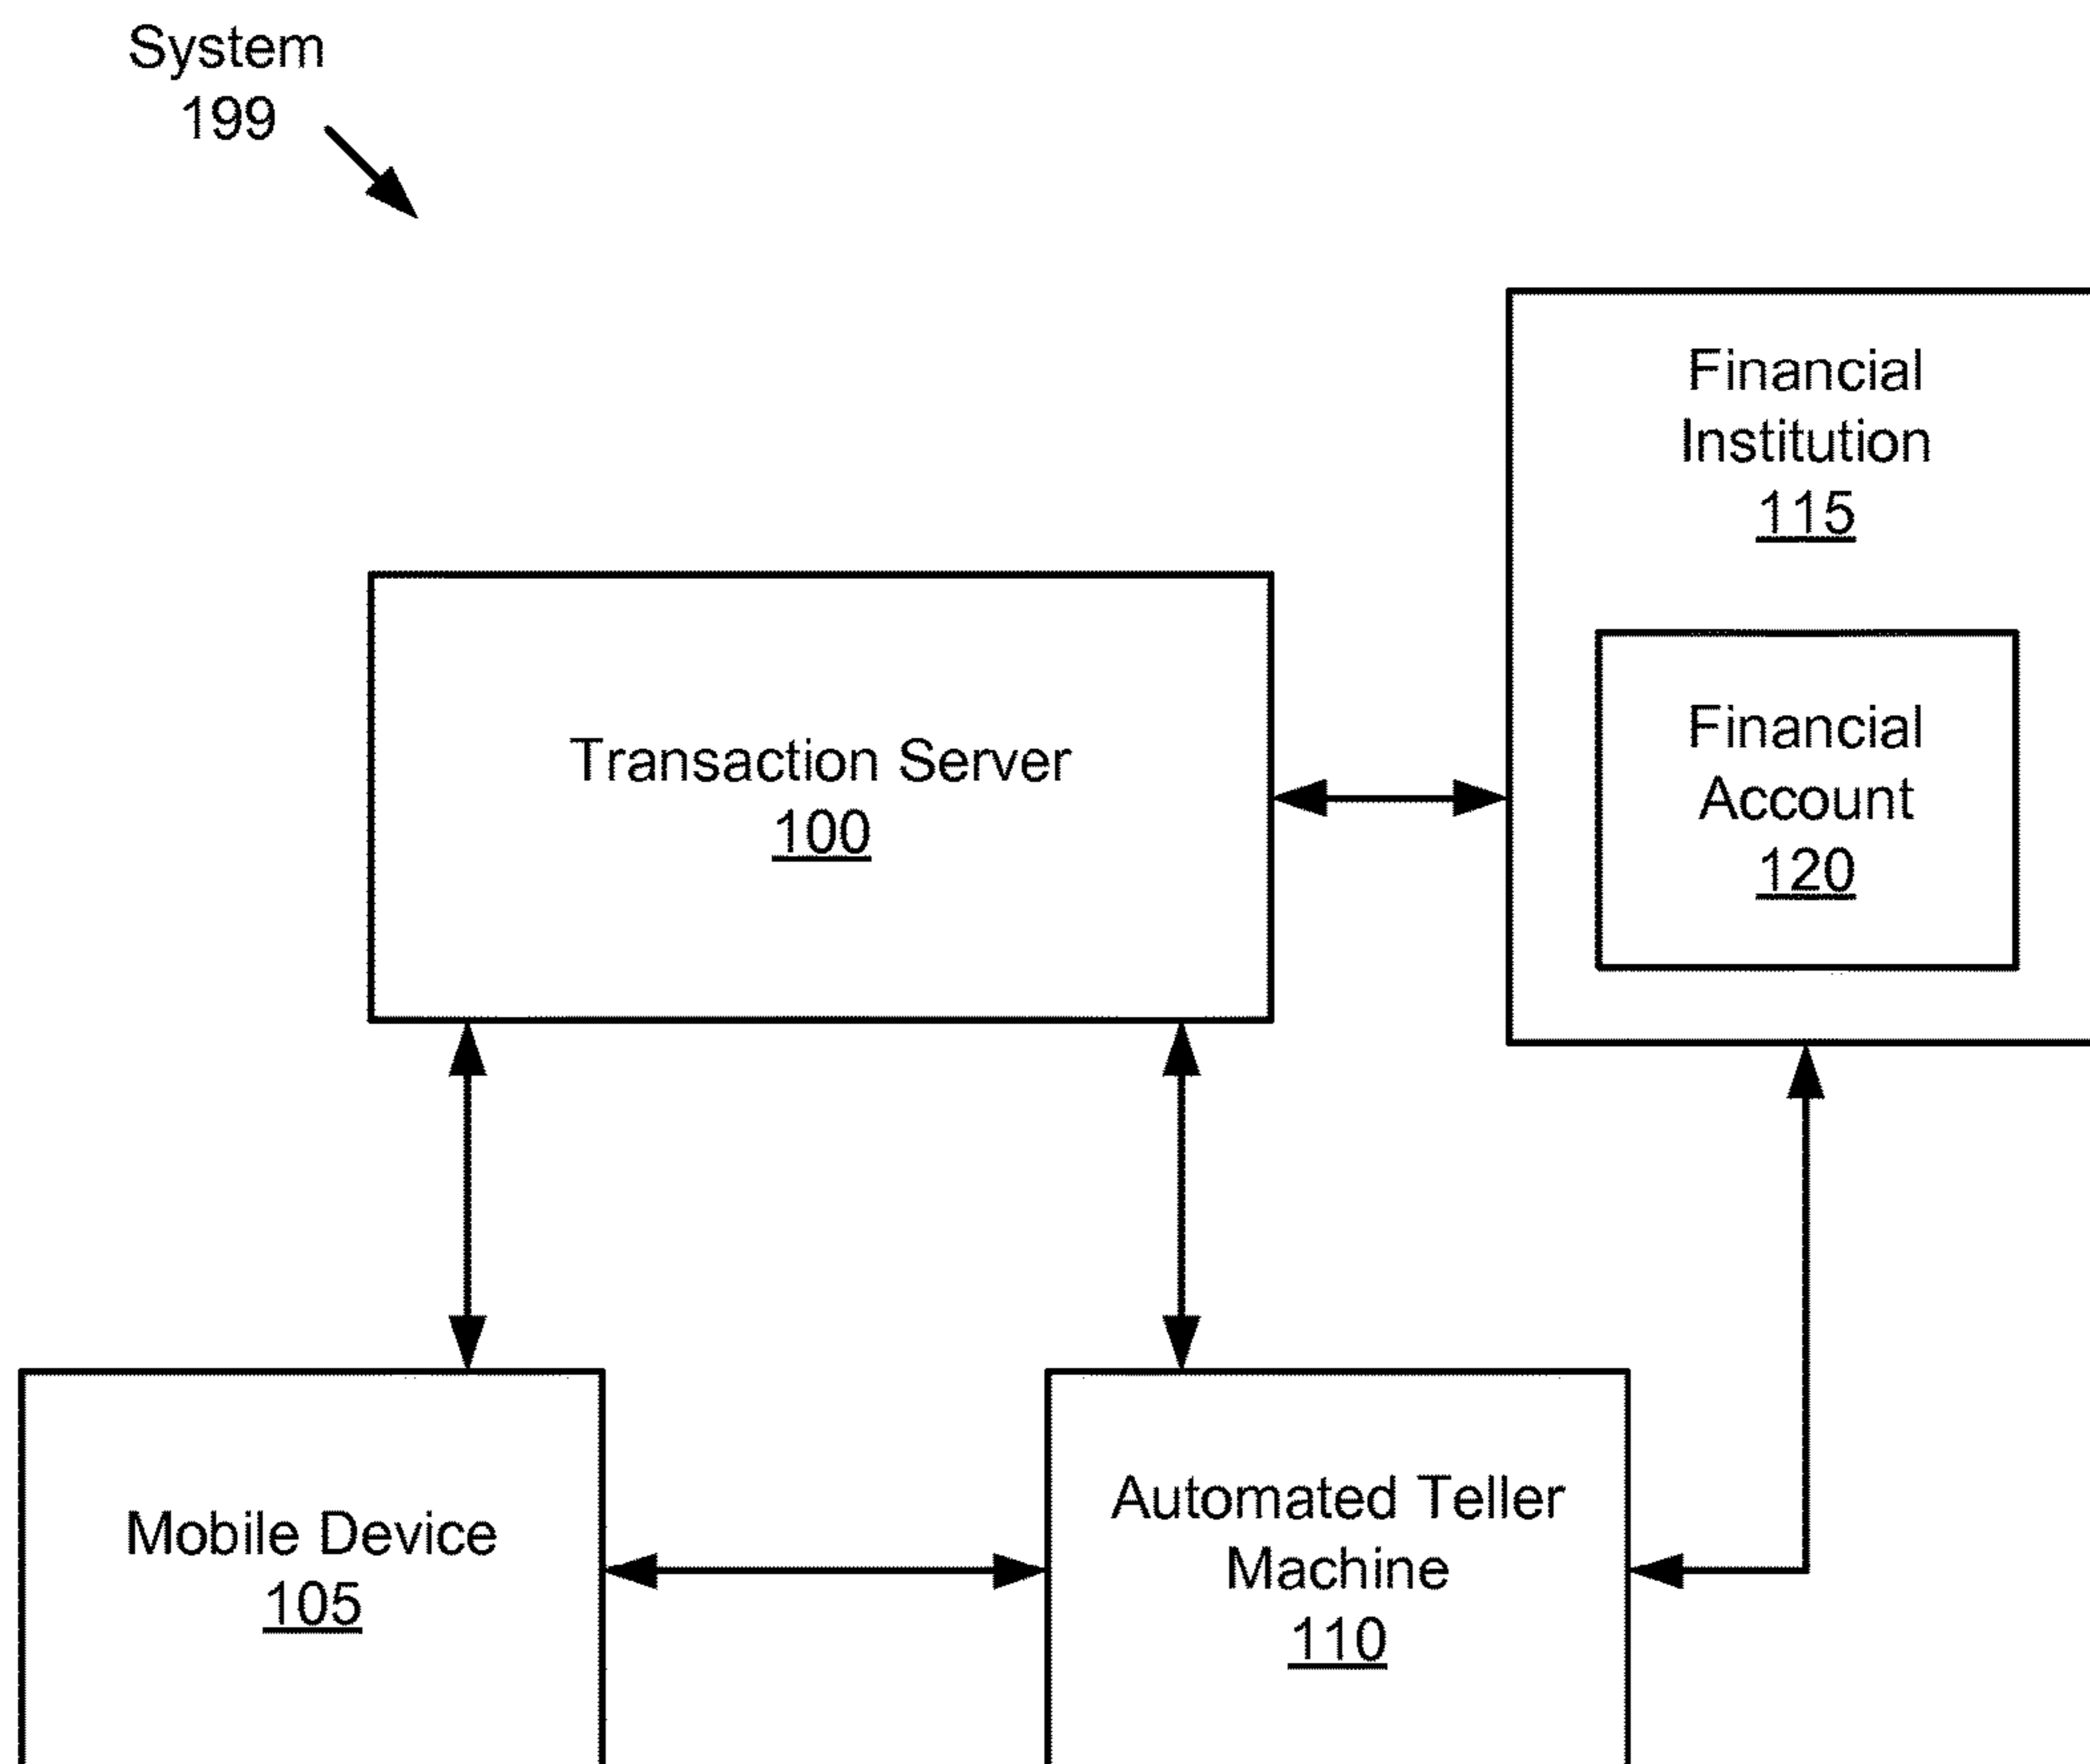 System
199
Financial
Institution
115
Financial
Account
120
Transaction Server
100
Mobile Device
105
Automated Teller
Machine
110